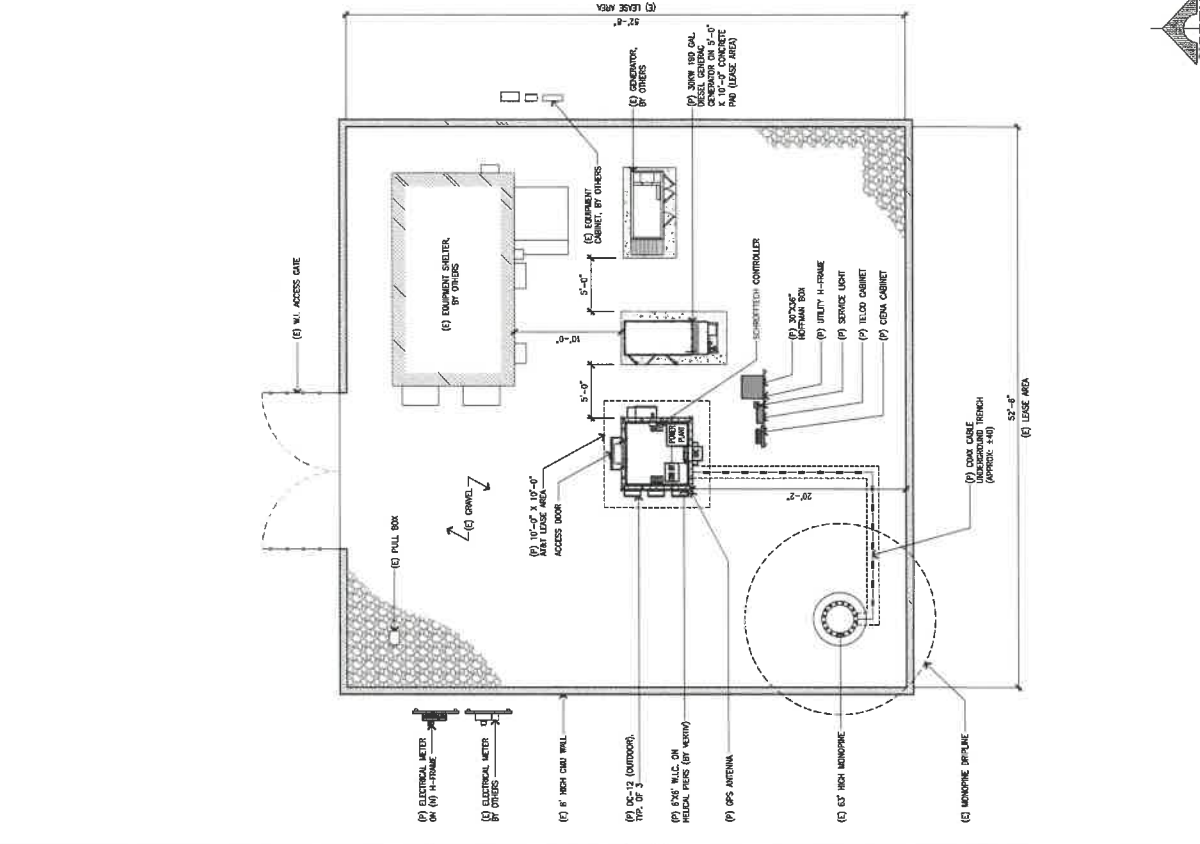 (E) LEASE AREA
52'-6"
(E) GENERATOR,
BY OTHERS
(P) 30KW 190 GAL
DIESEL GENERAC
GENERATOR ON 5'-0"
X 10'-0" CONCRETE
PAD (LEASE AREA)
(E) EQUIPMENT
CABINET, BY OTHERS
(E) EQUIPMENT SHELTER,
BY OTHERS
(E) W.I. ACCESS GATE
5'-0"
10'-0"
5'-0"
SCHROFFTECH CONTROLLER
(P) 30"X36"
HOFFMAN BOX
(P) UTILITY H-FRAME
(P) SERVICE LIGHT
(P) TELCO CABINET
(P) CIENA CABINET
POWER
PLANT
(P) COAX CABLE
UNDERGROUND TRENCH
(APPROX: ±40)
52'-6"
(E) LEASE AREA
20'-2"
(P) 10'-0" X 10'-0"
AT&T LEASE AREA
ACCESS DOOR
(E) GRAVEL
(E) PULL BOX
(P) ELECTRICAL METER
ON (N) H-FRAME
(E) ELECTRICAL METER
BY OTHERS
(E) 8' HIGH CMU WALL
(P) DC-12 (OUTDOOR),
TYP. OF 3
(P) 6'X6' W.I.C. ON
HELICAL PIERS (BY VERTIV)
(P) GPS ANTENNA
(E) 63' HIGH MONOPINE
(E) MONOPINE DRIPLINE